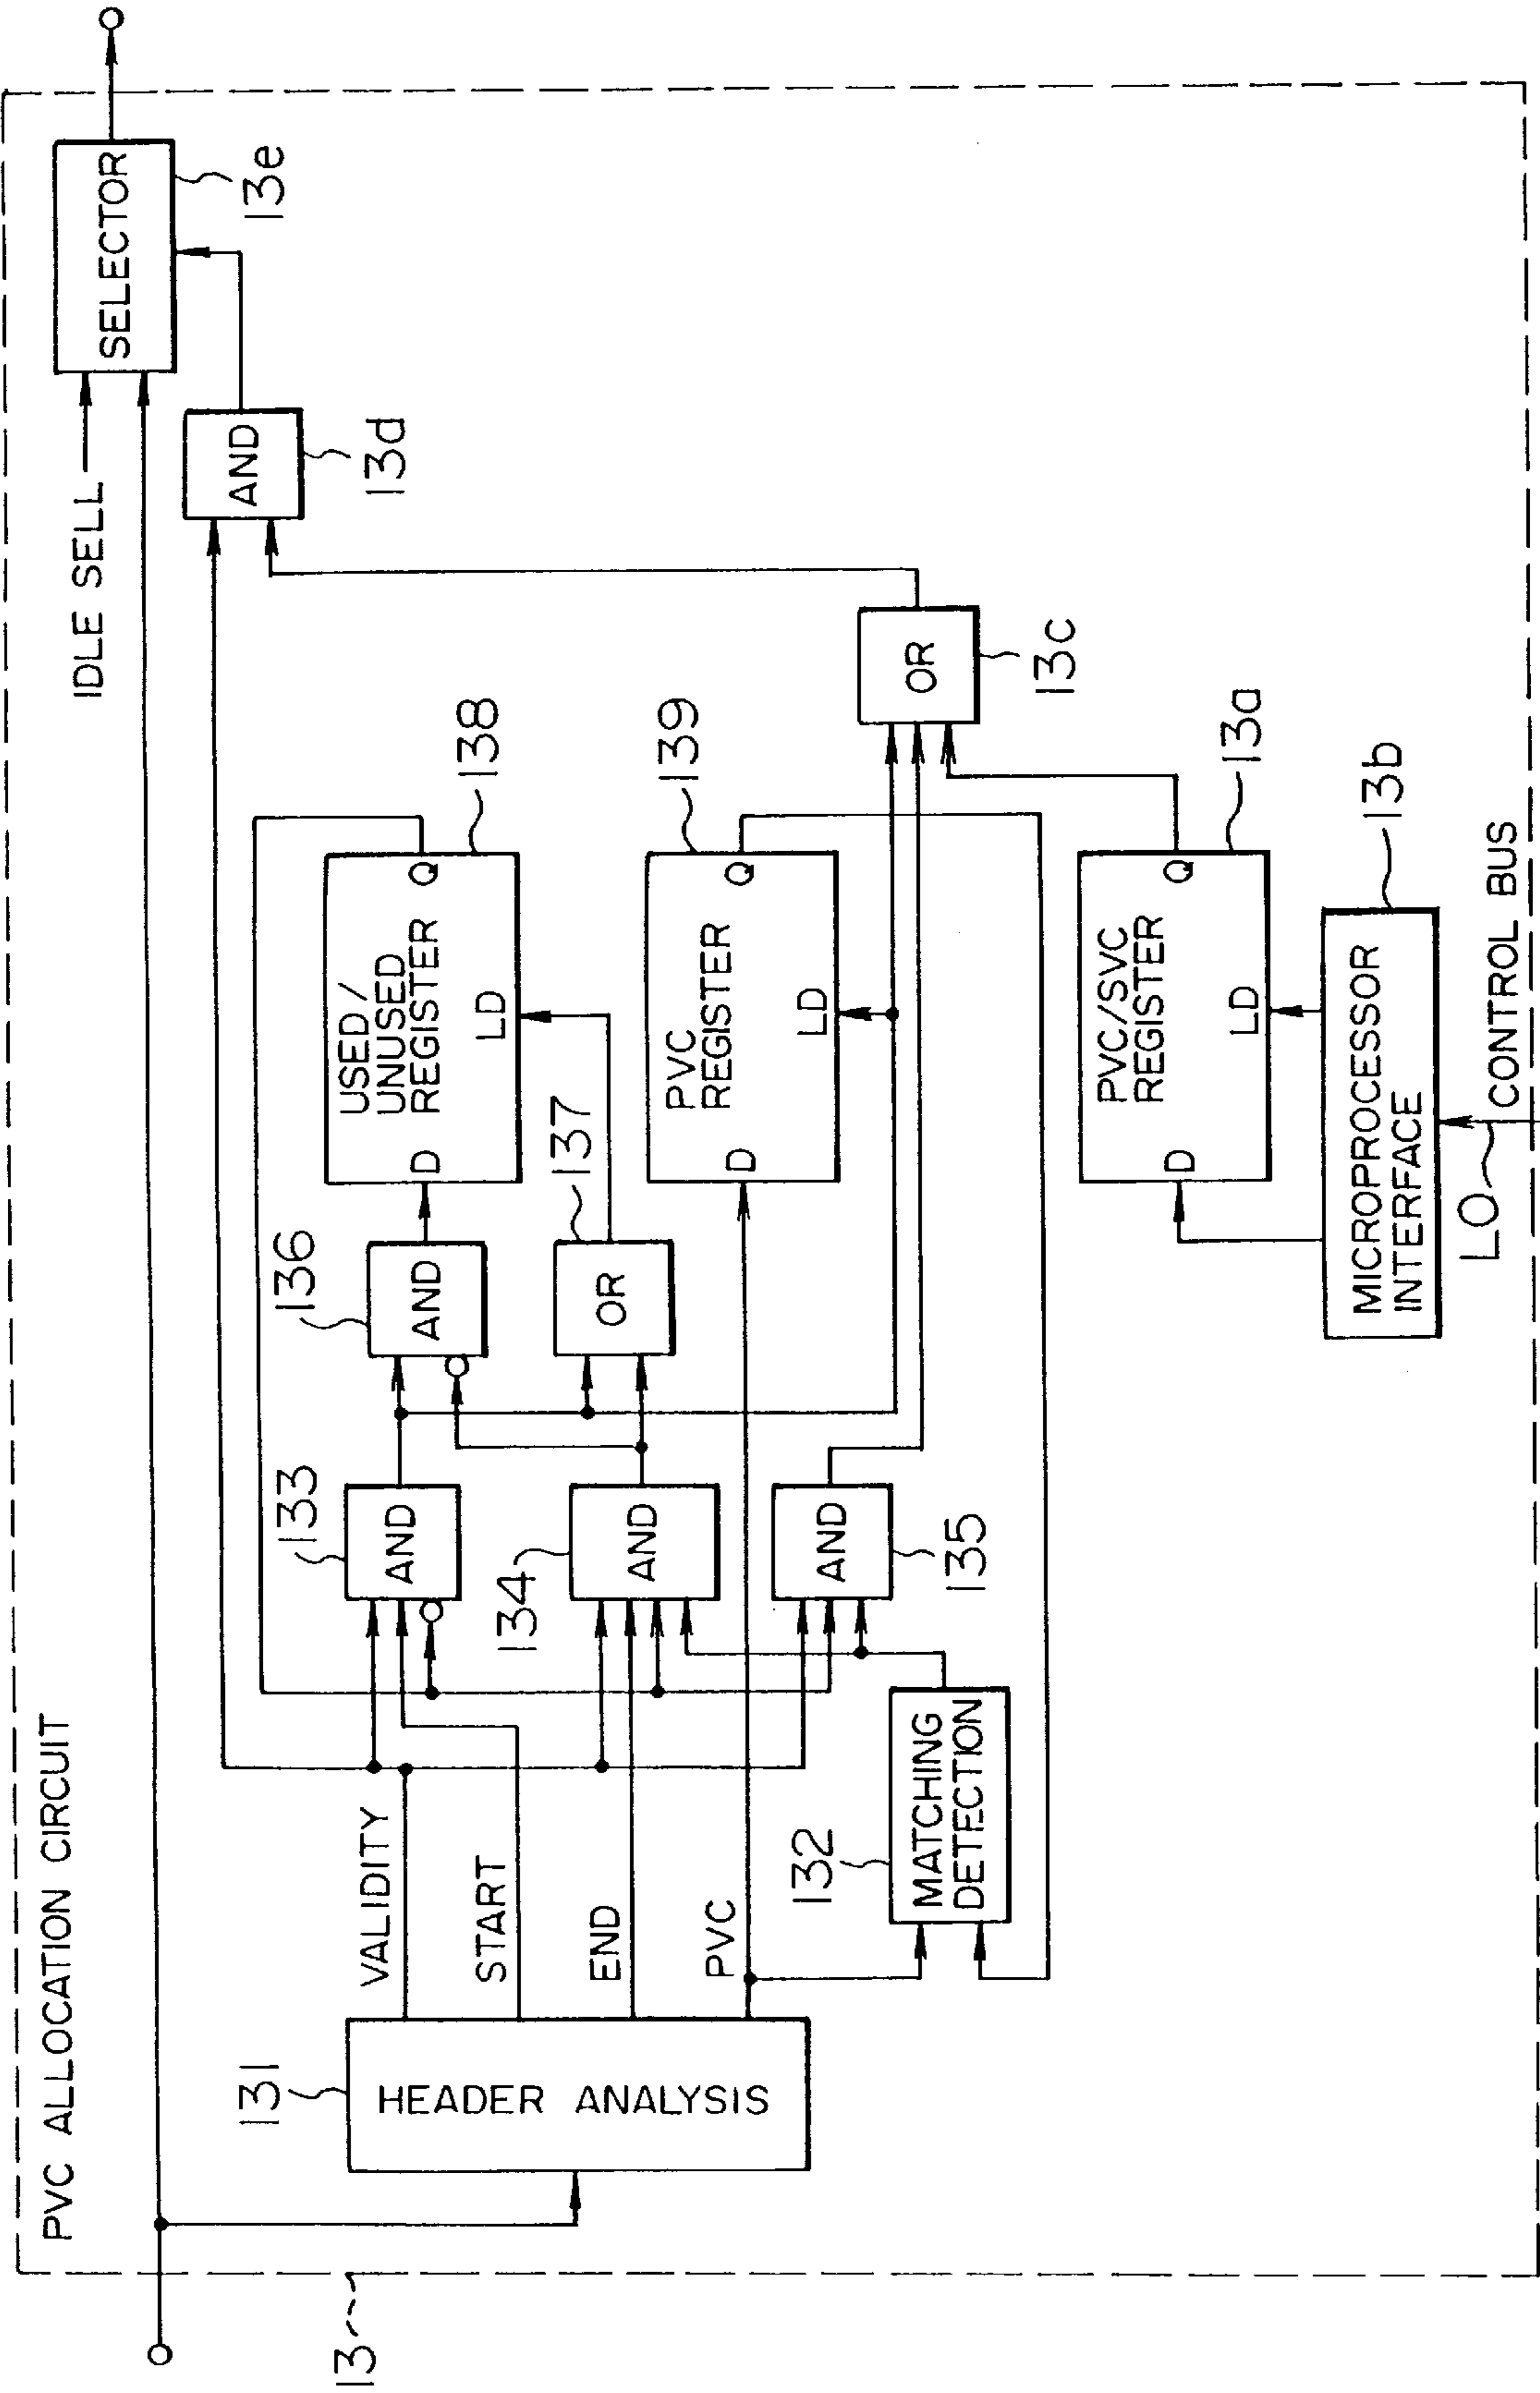 PVC ALLOCATION CIRCUIT
13
IDLE SELL
SELECTOR
13e
AND
13d
131
HEADER ANALYSIS
VALIDITY
START
END
PVC
132
MATCHING
DETECTION
133
AND
134
AND
135
AND
136
AND
137
OR
138
USED/
UNUSED
REGISTER
D
LD
Q
139
PVC
REGISTER
D
LD
Q
OR
13c
PVC/SVC
REGISTER
D
LD
Q
13a
MICROPROCESSOR
INTERFACE
13b
LO
CONTROL BUS